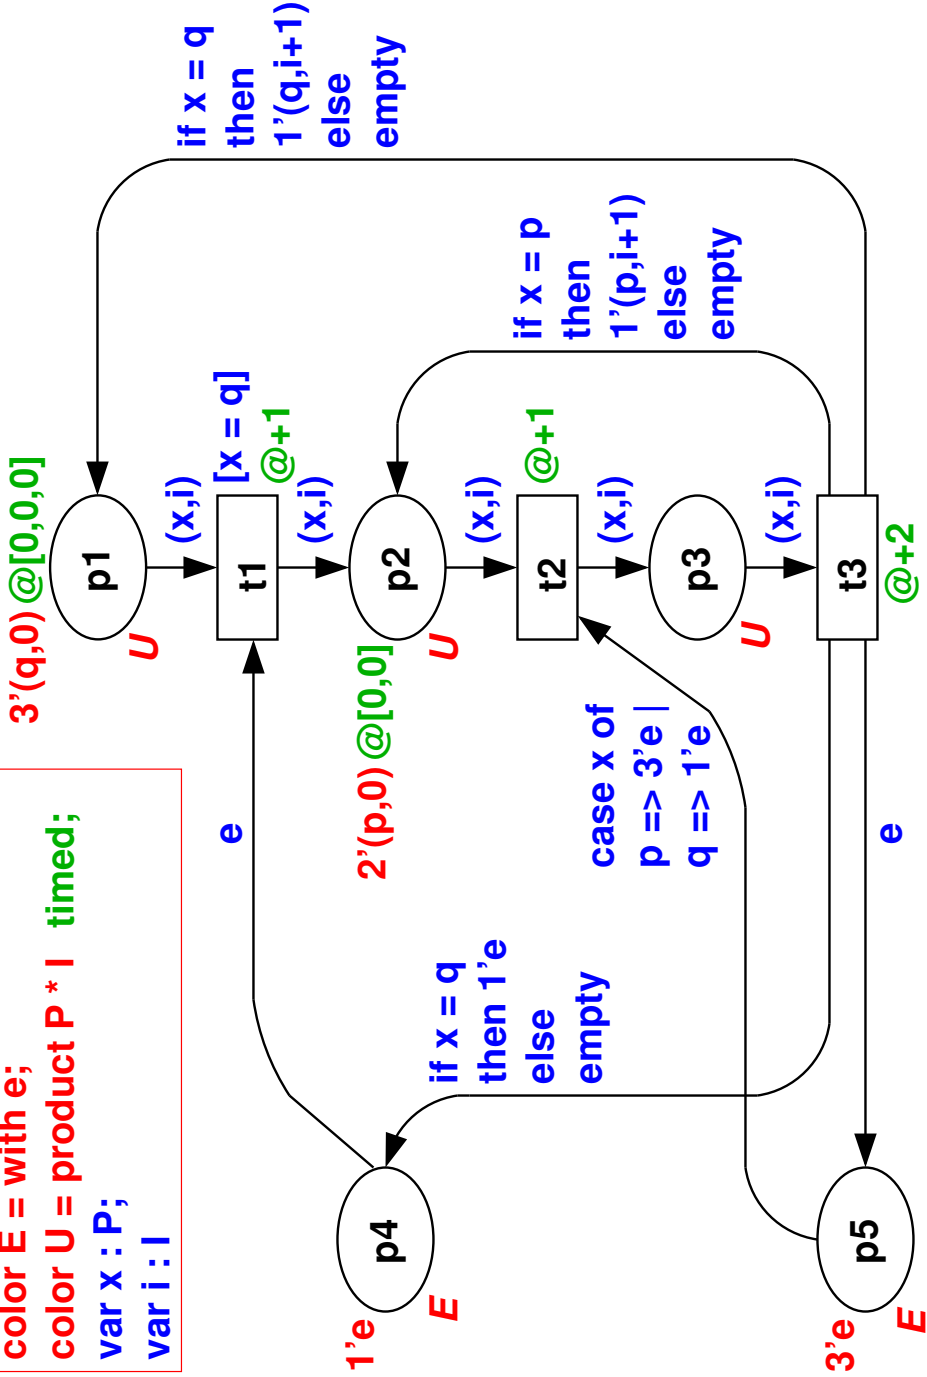 color E = with e;
color U = product P * I timed;
var x : P;
var i : I
3'(q,0) @[0,0,0]
p1
U
(x,i)
if x = q
then
1'(q,i+1)
else
empty
e
t1
[x = q]
@+1
(x,i)
1'e
p4
E
2'(p,0) @[0,0]
p2
U
if x = q
then 1'e
else
empty
(x,i)
t2
@+1
if x = p
then
1'(p,i+1)
else
empty
case x of
p => 3'e |
q => 1'e
(x,i)
p3
U
(x,i)
3'e
p5
E
e
t3
@+2